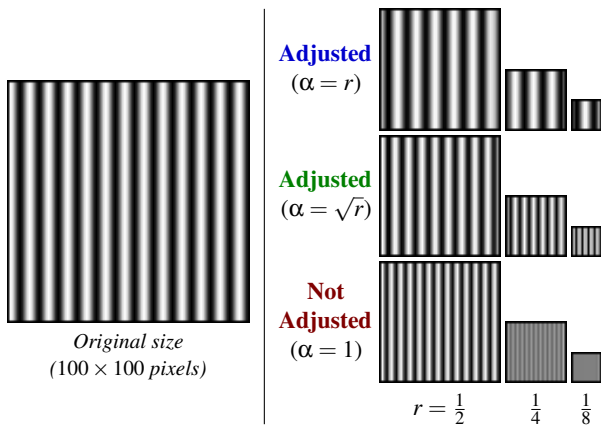 Original size
(100 × 100 pixels)
Adjusted
(α = r)
Adjusted
(α = √r)
Not
Adjusted
(α = 1)
r = 1/2 1/4 1/8